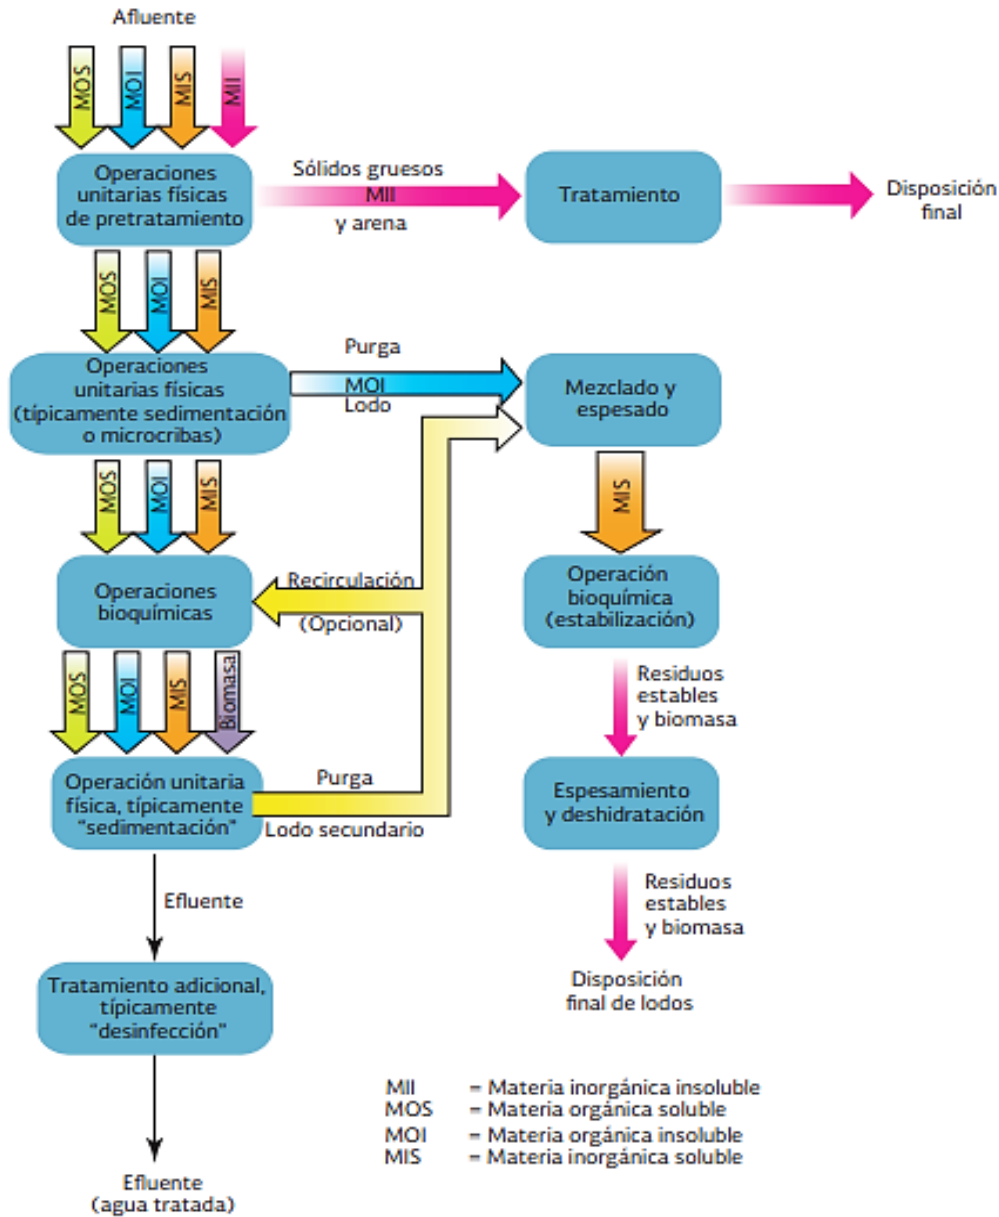 Afluente
MOS
MOI
MIS
MII
Operaciones
unitarias físicas
de pretratamiento
Sólidos gruesos
MII
y arena
Tratamiento
Disposición
final
MOS
MOI
MIS
Operaciones
unitarias físicas
(típicamente sedimentación
o microcribas)
Purga
MOI
Lodo
Mezclado y
espesado
MOS
MOI
MIS
MIS
Operaciones
bioquímicas
Recirculación
(Opcional)
Operación
bioquímica
(estabilización)
MOS
MOI
MIS
Biomasa
Residuos
estables
y biomasa
Operación unitaria
física, típicamente
"sedimentación"
Purga
Lodo secundario
Espesamiento
y deshidratación
Efluente
Residuos
estables
y biomasa
Tratamiento adicional,
típicamente
"desinfección"
Disposición
final de lodos
MII = Materia inorgánica insoluble
MOS = Materia orgánica soluble
MOI = Materia orgánica insoluble
MIS = Materia inorgánica soluble
Efluente
(agua tratada)